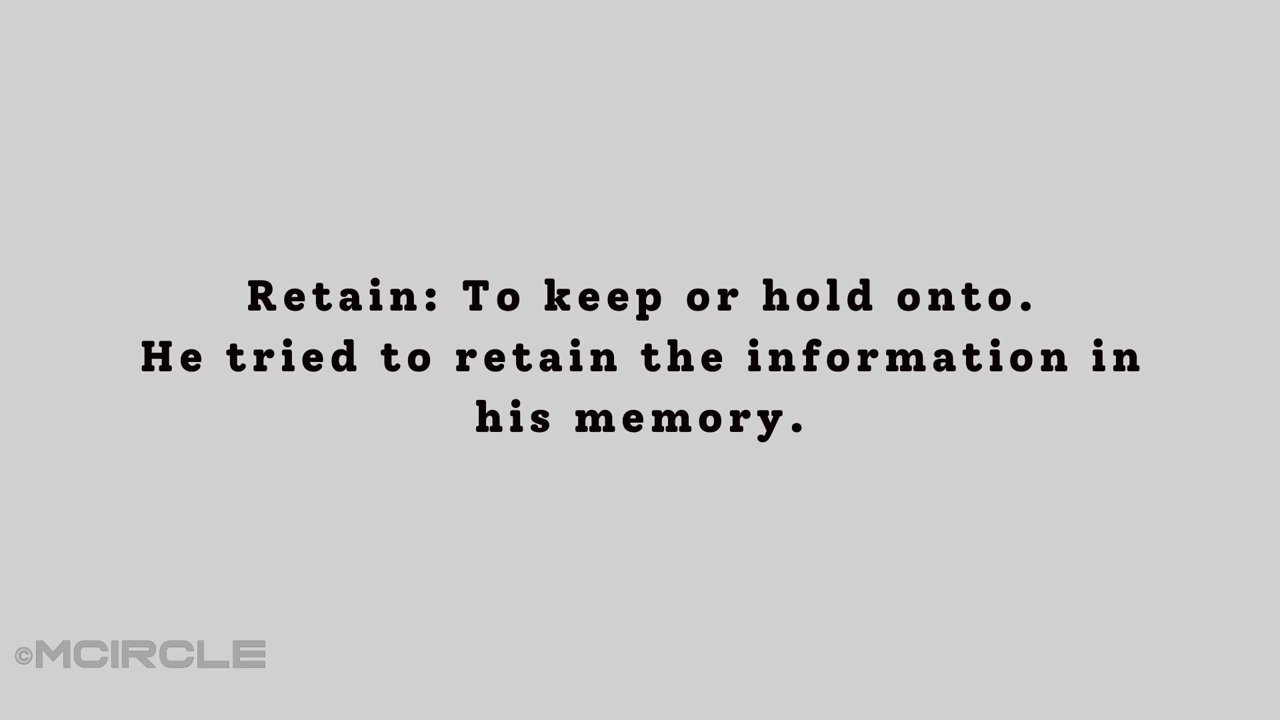 Retain: To keep or hold onto.
He tried to retain the information in
his memory.
©MCIRCLE